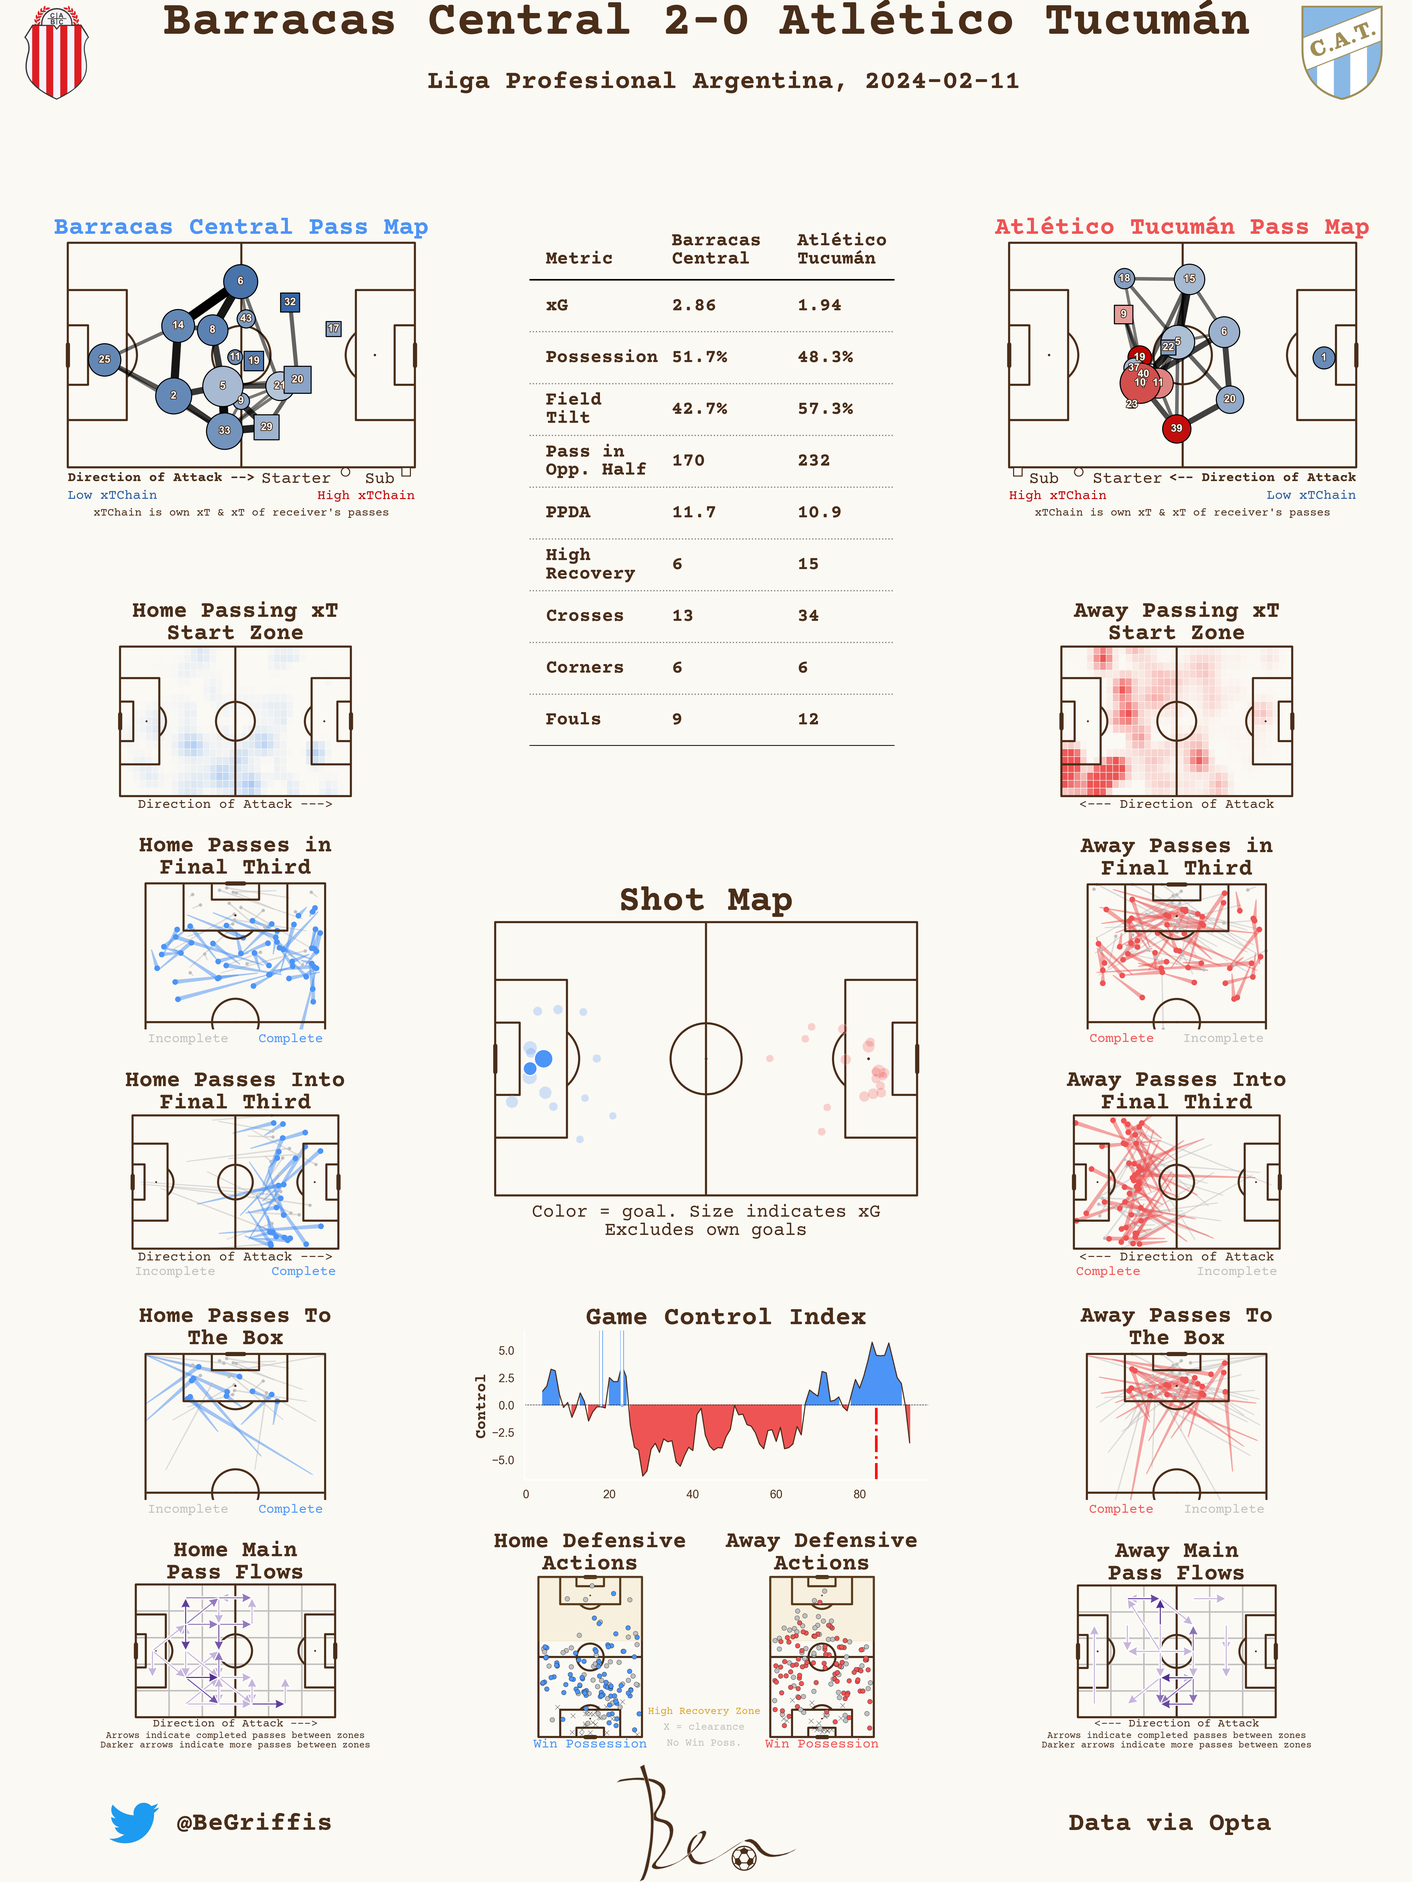 Barracas Central 2-0 Atlético Tucumán
Liga Profesional Argentina, 2024-02-11
CA
BC
C.A.T.
Barracas Central Pass Map
6
32
43
17
14
8
25
11
19
5
21
20
2
9
33
29
Direction of Attack --> Starter Sub
Low xTChain High xTChain
xTChain is own xT & xT of receiver's passes
Metric Barracas Central Atlético Tucumán
xG 2.86 1.94
Possession 51.7% 48.3%
Field Tilt 42.7% 57.3%
Pass in Opp. Half 170 232
PPDA 11.7 10.9
High Recovery 6 15
Crosses 13 34
Corners 6 6
Fouls 9 12
Atlético Tucumán Pass Map
18
15
9
6
22
5
19
1
37
40
10
11
23
20
39
Sub Starter <-- Direction of Attack
High xTChain Low xTChain
xTChain is own xT & xT of receiver's passes
Home Passing xT
Start Zone
Direction of Attack --->
Away Passing xT
Start Zone
<--- Direction of Attack
Home Passes in
Final Third
Incomplete Complete
Away Passes in
Final Third
Complete Incomplete
Shot Map
Color = goal. Size indicates xG
Excludes own goals
Home Passes Into
Final Third
Direction of Attack --->
Incomplete Complete
Away Passes Into
Final Third
<--- Direction of Attack
Complete Incomplete
Home Passes To
The Box
Incomplete Complete
Game Control Index
Control
5.0
2.5
0.0
−2.5
−5.0
0 20 40 60 80
Away Passes To
The Box
Complete Incomplete
Home Main
Pass Flows
Direction of Attack --->
Arrows indicate completed passes between zones
Darker arrows indicate more passes between zones
Home Defensive
Actions
Win Possession
High Recovery Zone
X = clearance
No Win Poss.
Away Defensive
Actions
Win Possession
Away Main
Pass Flows
<--- Direction of Attack
Arrows indicate completed passes between zones
Darker arrows indicate more passes between zones
@BeGriffis
Ben
Data via Opta